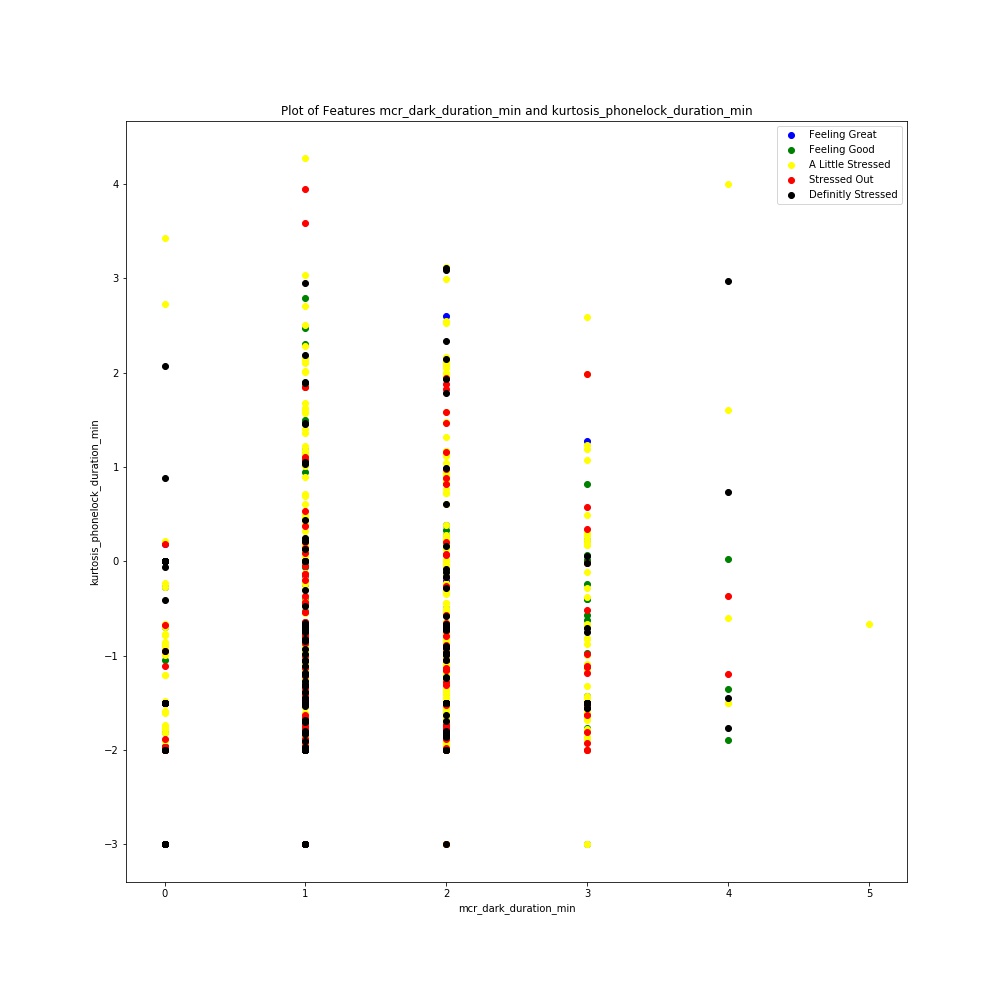 Plot of Features mcr_dark_duration_min and kurtosis_phonelock_duration_min
Feeling Great
Feeling Good
A Little Stressed
Stressed Out
Definitly Stressed
kurtosis_phonelock_duration_min
4
3
2
1
0
−1
−2
−3
0 1 2 3 4 5
mcr_dark_duration_min